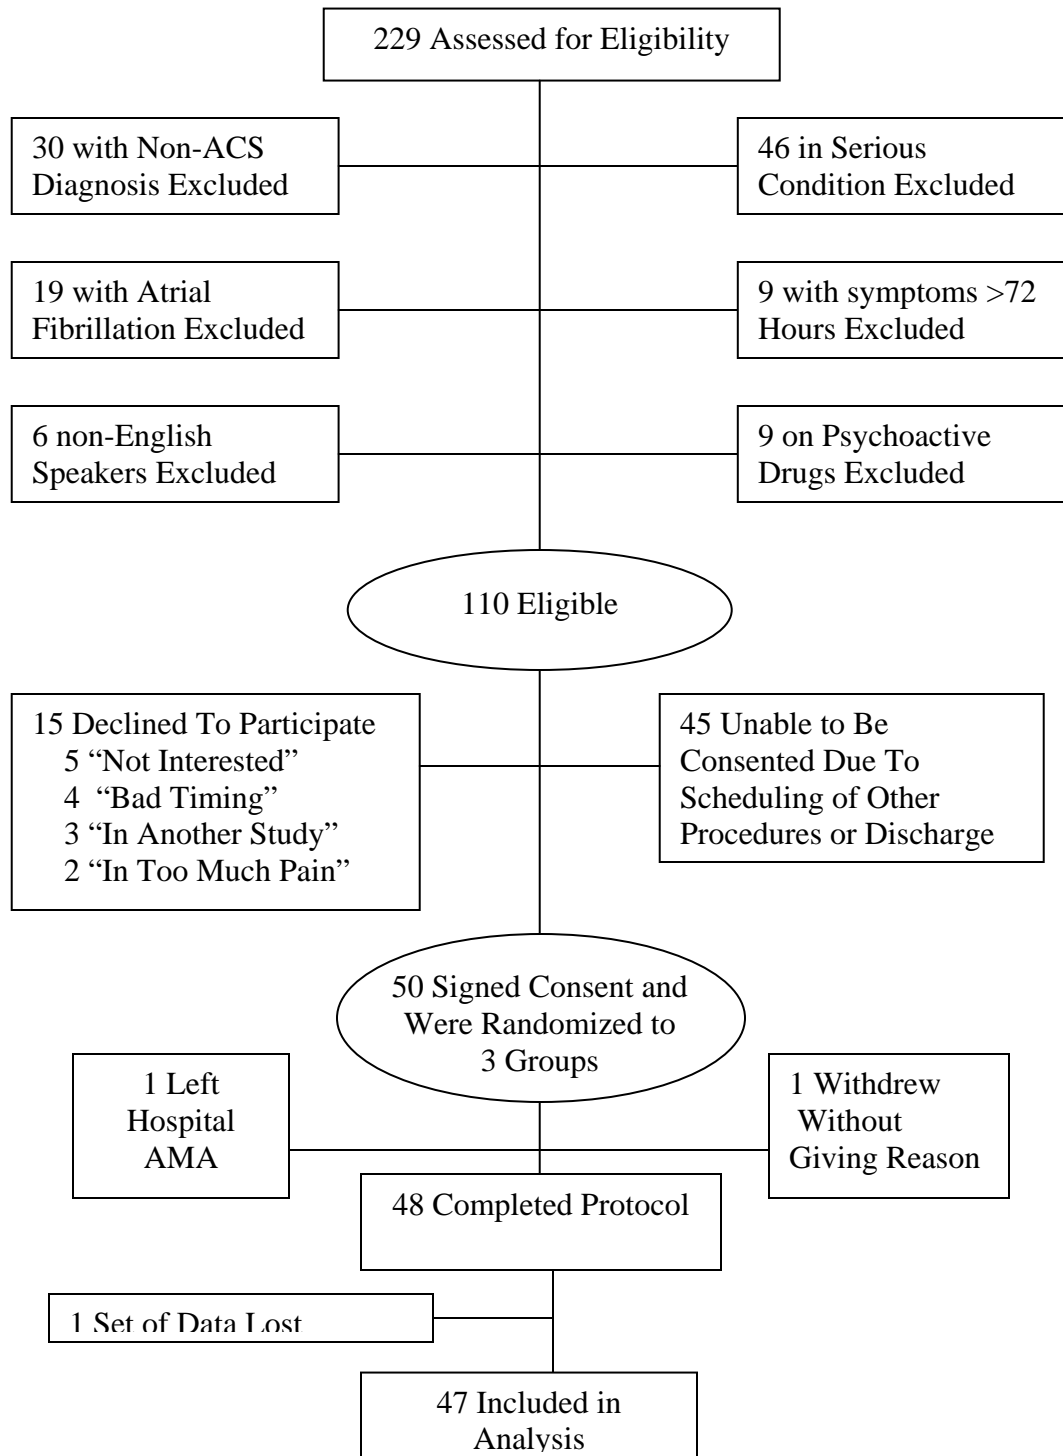 229 Assessed for Eligibility
30 with Non-ACS
Diagnosis Excluded
46 in Serious
Condition Excluded
19 with Atrial
Fibrillation Excluded
9 with symptoms >72
Hours Excluded
6 non-English
Speakers Excluded
9 on Psychoactive
Drugs Excluded
110 Eligible
15 Declined To Participate
5 “Not Interested”
4 “Bad Timing”
3 “In Another Study”
2 “In Too Much Pain”
45 Unable to Be
Consented Due To
Scheduling of Other
Procedures or Discharge
50 Signed Consent and
Were Randomized to
3 Groups
1 Left
Hospital
AMA
1 Withdrew
Without
Giving Reason
48 Completed Protocol
1 Set of Data Lost
47 Included in
Analysis